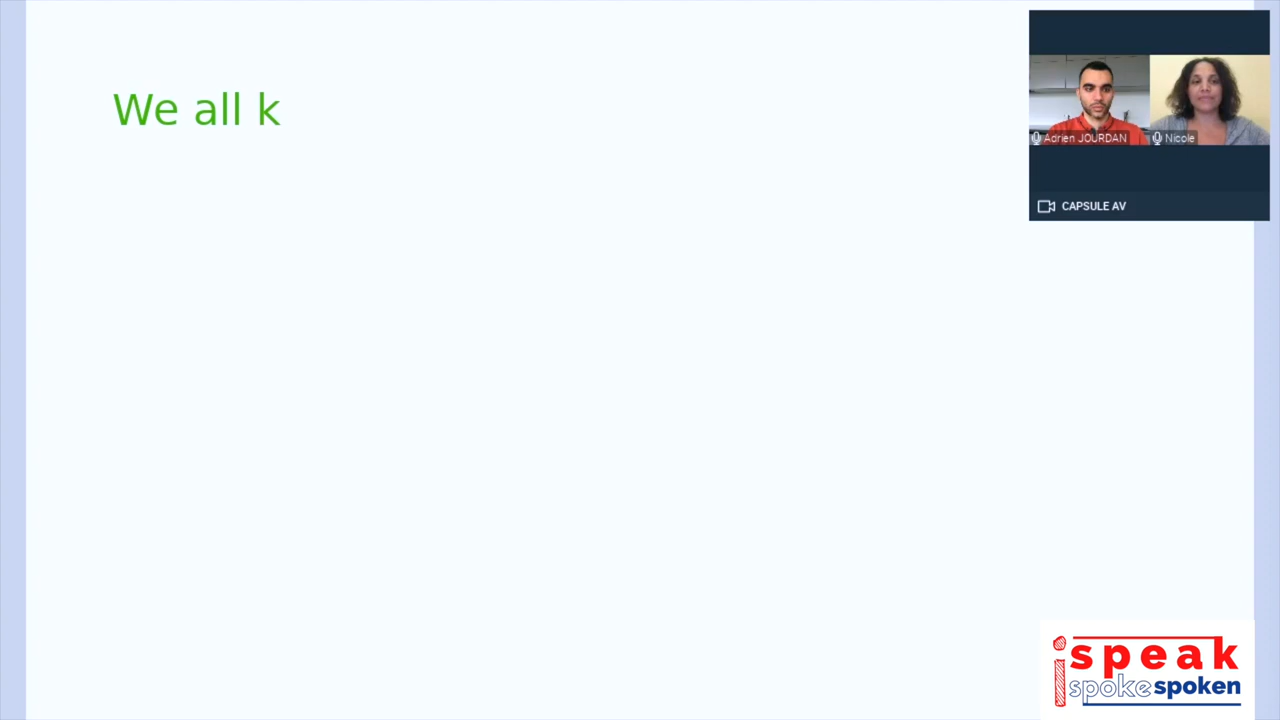 We all k
Adrien JOURDAN
Nicole
CAPSULE AV
ispeak
spoke spoken